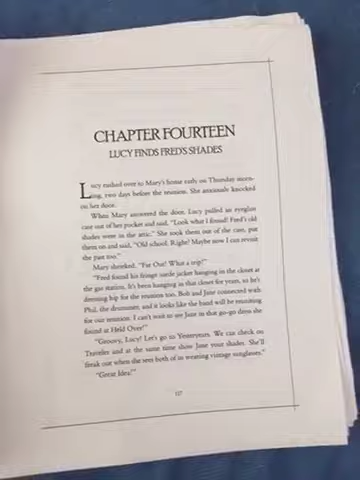 CHAPTER FOURTEEN
LUCY FINDS FRED'S SHADES
Lucy rushed over to Mary's home early on Thursday morn-
ing, two days before the reunion. She anxiously knocked
on her door.
When Mary answered the door, Lucy pulled an eyeglass
case out of her pocket and said, "Look what I found! Fred's old
shades were in the attic." She took them out of the case, put
them on and said, "Old school. Right? Maybe now I can revisit
the past too."
Mary shrieked. "Far Out! What a trip!"
"Fred found his fringe suede jacket hanging in the closet at
the gas station. It's been hanging in that closet for years, so he's
dressing hip for the reunion too. Bob and Jane connected with
Phil, the drummer, and it looks like the band will be reuniting
for our reunion. I can't wait to see Jane in that go-go dress she
found at Held Over!"
"Groovy, Lucy! Let's go to Yesteryears. We can check on
Traveler and at the same time show Jane your shades. She'll
freak out when she sees both of us wearing vintage sunglasses."
"Great Idea!"
127